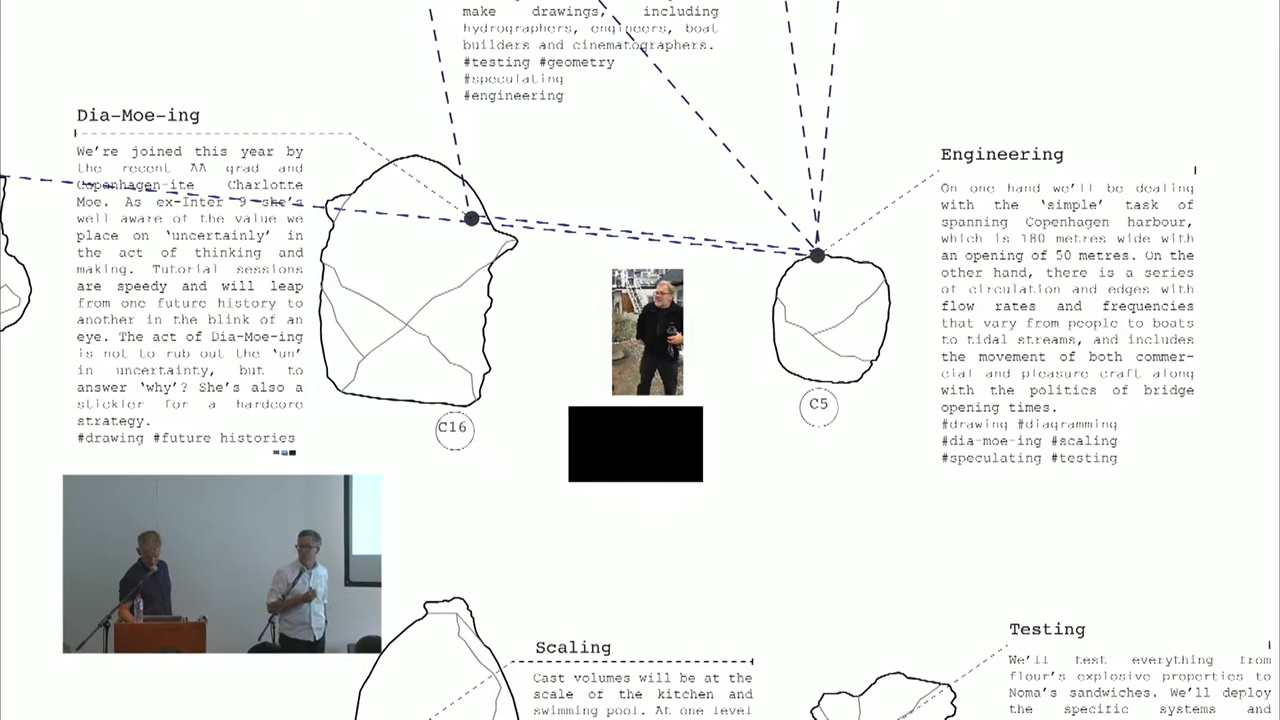 make drawings, including
hydrographers, engineers, boat
builders and cinematographers.
#testing #geometry
#speculating
#engineering
Dia-Moe-ing
We're joined this year by
the recent AA grad and
Copenhagen-ite Charlotte
Moe. As ex-Inter 9 she's
well aware of the value we
place on 'uncertainly' in
the act of thinking and
making. Tutorial sessions
are speedy and will leap
from one future history to
another in the blink of an
eye. The act of Dia-Moe-ing
is not to rub out the 'un'
in uncertainty, but to
answer 'why'? She's also a
stickler for a hardcore
strategy.
#drawing #future histories
C16
C5
Engineering
On one hand we'll be dealing
with the 'simple' task of
spanning Copenhagen harbour,
which is 180 metres wide with
an opening of 50 metres. On the
other hand, there is a series
of circulation and edges with
flow rates and frequencies
that vary from people to boats
to tidal streams, and includes
the movement of both commer-
cial and pleasure craft along
with the politics of bridge
opening times.
#drawing #diagramming
#dia-moe-ing #scaling
#speculating #testing
Scaling
Cast volumes will be at the
scale of the kitchen and
swimming pool. At one level
Testing
We'll test everything from
flour's explosive properties to
Noma's sandwiches. We'll deploy
the specific systems and